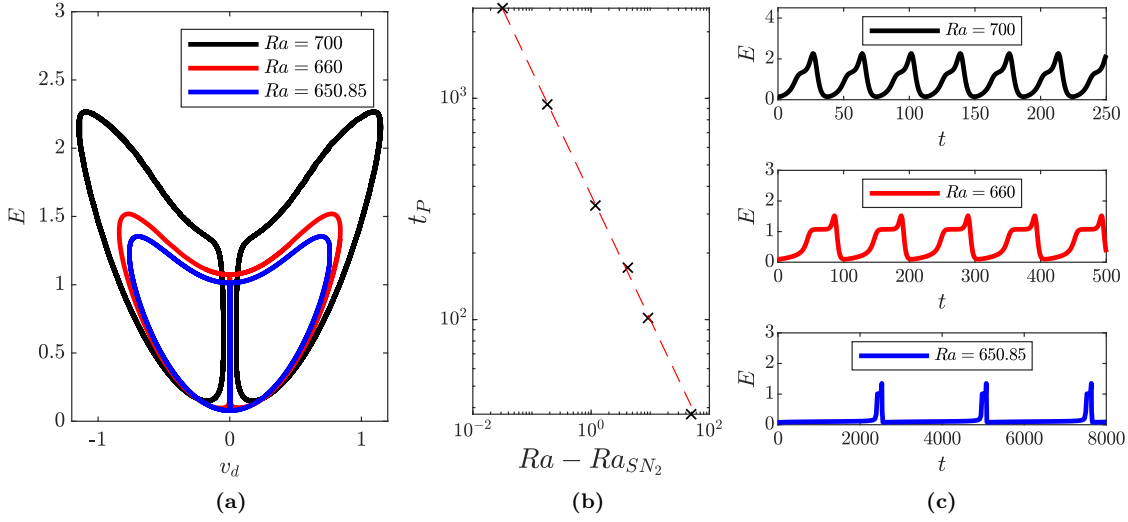 3
2.5
2
1.5
1
0.5
0
E
-1
0
1
v_d
Ra = 700
Ra = 660
Ra = 650.85
(a)
10^3
10^2
t_P
10^{-2}
10^0
10^2
Ra − Ra_{SN_2}
(b)
4
2
0
E
Ra = 700
0
50
100
150
200
250
t
3
2
1
0
E
Ra = 660
0
100
200
300
400
500
t
3
2
1
0
E
Ra = 650.85
0
2000
4000
6000
8000
t
(c)